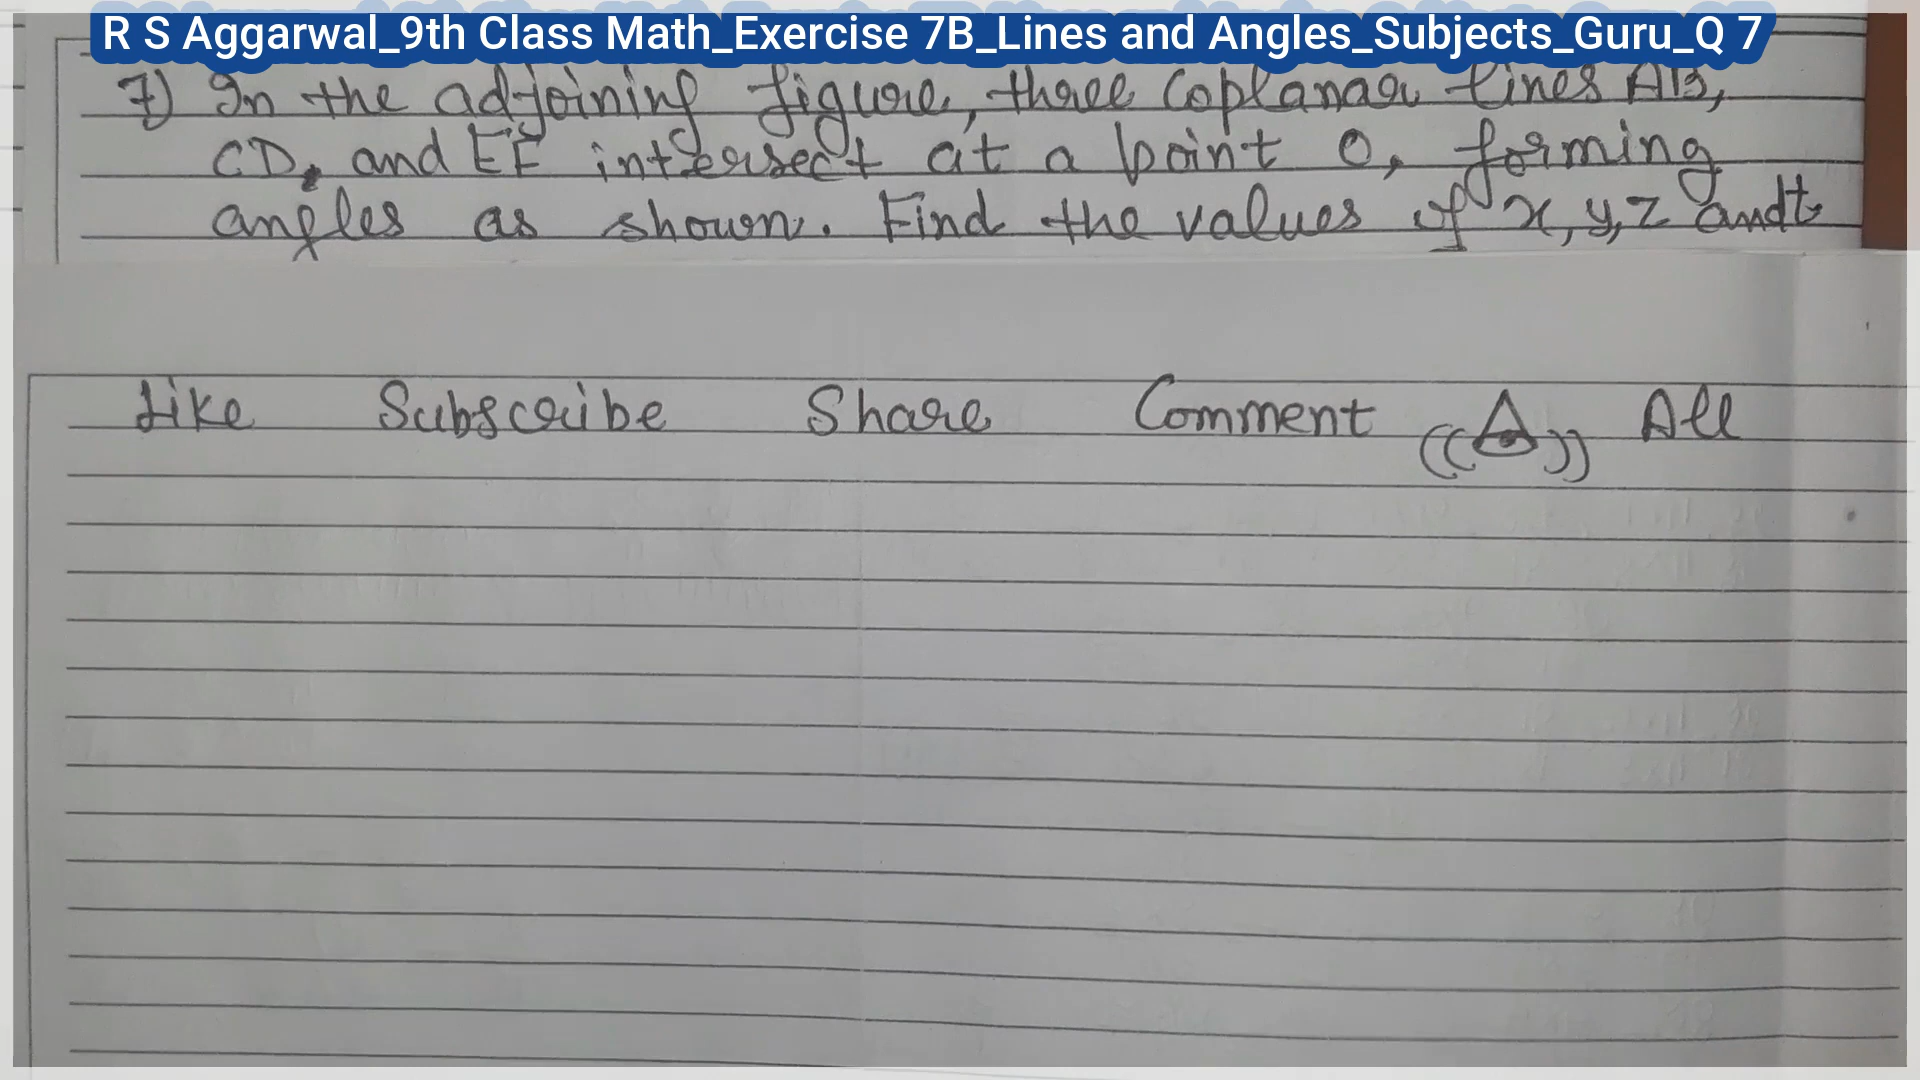 R S Aggarwal_9th Class Math_Exercise 7B_Lines and Angles_Subjects_Guru_Q 7
7) In the adjoining figure, three coplanar lines AB,
CD, and EF intersect at a point O, forming
angles as shown. Find the values of x, y, z and t
Like Subscribe Share Comment All